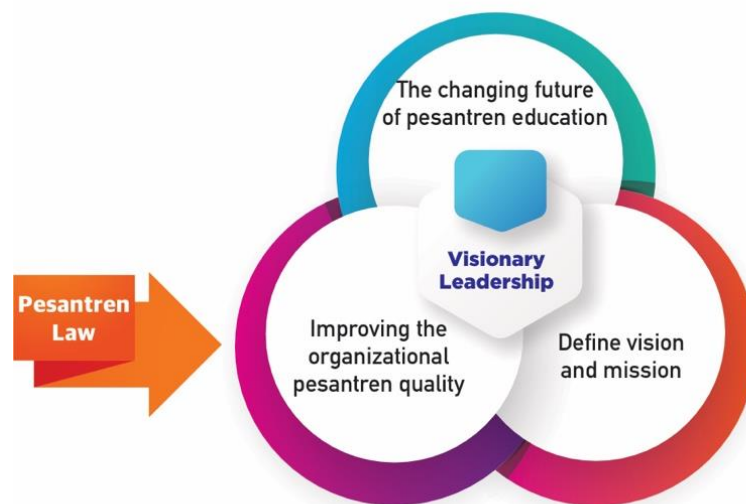 The changing future
of pesantren education
Visionary
Leadership
Pesantren
Law
Improving the
organizational
pesantren quality
Define vision
and mission